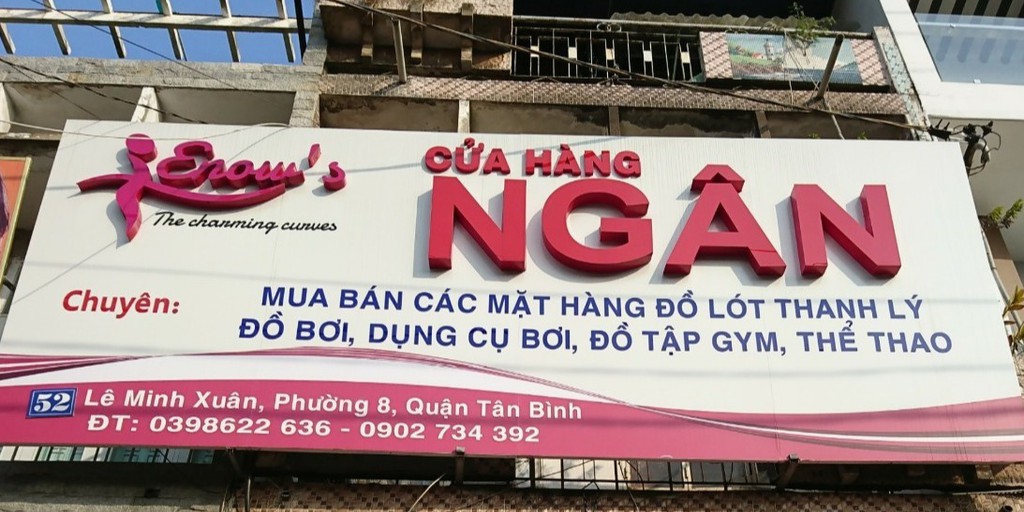 Enow's
The charming curves
CỬA HÀNG
NGÂN
Chuyên:
MUA BÁN CÁC MẶT HÀNG ĐỒ LÓT THANH LÝ
ĐỒ BƠI, DỤNG CỤ BƠI, ĐỒ TẬP GYM, THỂ THAO
52 Lê Minh Xuân, Phường 8, Quận Tân Bình
ĐT: 0398622 636 - 0902 734 392